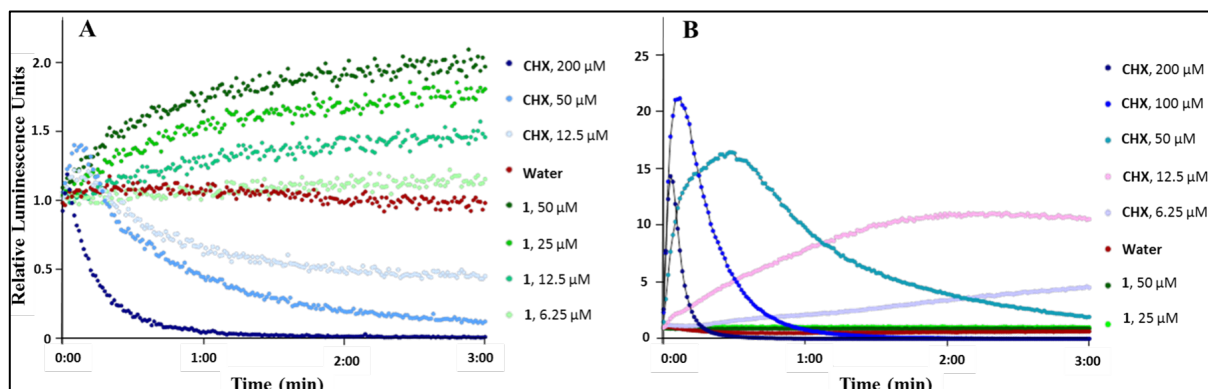 A
Relative Luminescence Units
2.0
1.5
1.0
0.5
0
0:00
1:00
2:00
3:00
Time (min)
CHX, 200 µM
CHX, 50 µM
CHX, 12.5 µM
Water
1, 50 µM
1, 25 µM
1, 12.5 µM
1, 6.25 µM
B
25
20
15
10
5
0
0:00
1:00
2:00
3:00
Time (min)
CHX, 200 µM
CHX, 100 µM
CHX, 50 µM
CHX, 12.5 µM
CHX, 6.25 µM
Water
1, 50 µM
1, 25 µM